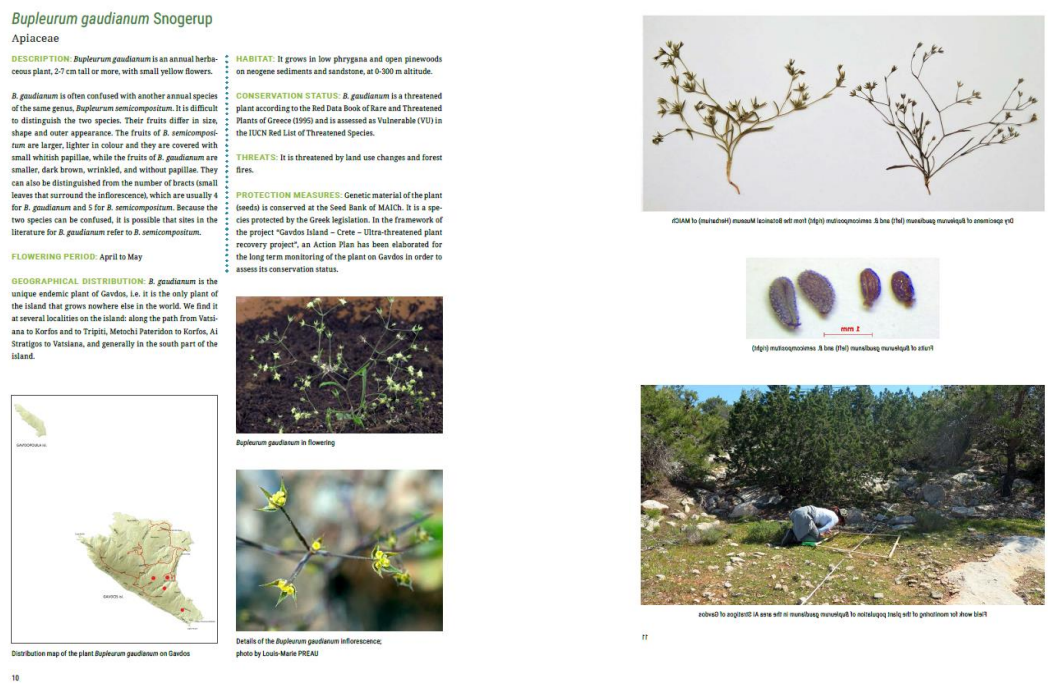 Bupleurum gaudianum Snogerup
Apiaceae
DESCRIPTION: Bupleurum gaudianum is an annual herba-
ceous plant, 2-7 cm tall or more, with small yellow flowers.
B. gaudianum is often confused with another annual species
of the same genus, Bupleurum semicompositum. It is difficult
to distinguish the two species. Their fruits differ in size,
shape and outer appearance. The fruits of B. semicomposi-
tum are larger, lighter in colour and they are covered with
small whitish papillae, while the fruits of B. gaudianum are
smaller, dark brown, wrinkled, and without papillae. They
can also be distinguished from the number of bracts (small
leaves that surround the inflorescence), which are usually 4
for B. gaudianum and 5 for B. semicompositum. Because the
two species can be confused, it is possible that sites in the
literature for B. gaudianum refer to B. semicompositum.
FLOWERING PERIOD: April to May
GEOGRAPHICAL DISTRIBUTION: B. gaudianum is the
unique endemic plant of Gavdos, i.e. it is the only plant of
the island that grows nowhere else in the world. We find it
at several localities on the island: along the path from Vatsi-
ana to Korfos and to Tripiti, Metochi Pateridon to Korfos, Ai
Stratigos to Vatsiana, and generally in the south part of the
island.
GAVDOPOULA isl.
GAVDOS isl.
Distribution map of the plant Bupleurum gaudianum on Gavdos
10
HABITAT: It grows in low phrygana and open pinewoods
on neogene sediments and sandstone, at 0-300 m altitude.
CONSERVATION STATUS: B. gaudianum is a threatened
plant according to the Red Data Book of Rare and Threatened
Plants of Greece (1995) and is assessed as Vulnerable (VU) in
the IUCN Red List of Threatened Species.
THREATS: It is threatened by land use changes and forest
fires.
PROTECTION MEASURES: Genetic material of the plant
(seeds) is conserved at the Seed Bank of MAICh. It is a spe-
cies protected by the Greek legislation. In the framework of
the project "Gavdos Island – Crete – Ultra-threatened plant
recovery project", an Action Plan has been elaborated for
the long term monitoring of the plant on Gavdos in order to
assess its conservation status.
Bupleurum gaudianum in flowering
Details of the Bupleurum gaudianum inflorescence;
photo by Louis-Marie PREAU
Dry specimens of Bupleurum gaudianum (left) and B. semicompositum (right) from the Botanical Museum (Herbarium) of MAICh
1 mm
Fruits of Bupleurum gaudianum (left) and B. semicompositum (right)
Field work for monitoring of the plant population of Bupleurum gaudianum in the area Ai Stratigos of Gavdos
11